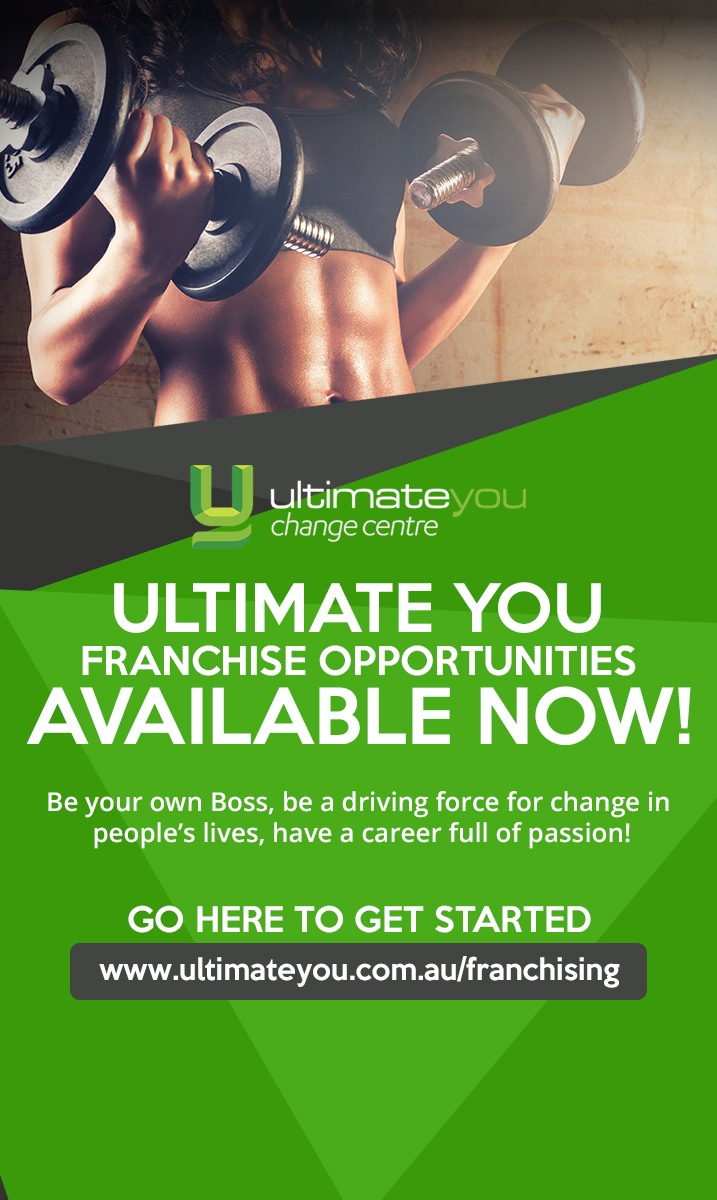 ultimateyou
change centre
ULTIMATE YOU
FRANCHISE OPPORTUNITIES
AVAILABLE NOW!
Be your own Boss, be a driving force for change in
people’s lives, have a career full of passion!
GO HERE TO GET STARTED
www.ultimateyou.com.au/franchising